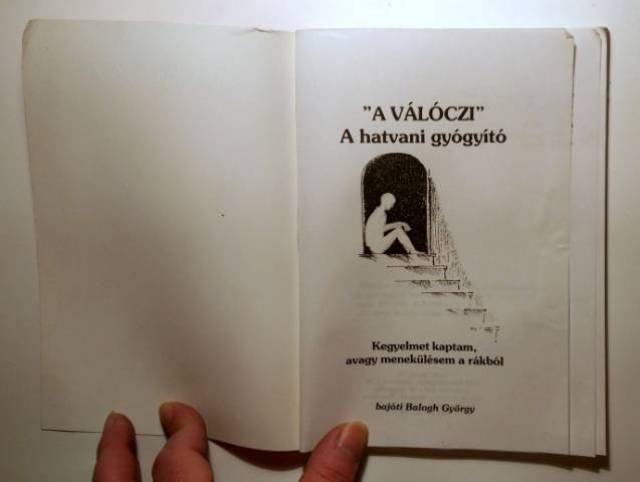 "A VÁLÓCZI"
A hatvani gyógyító
Kegyelmet kaptam,
avagy menekülésem a rákból
bajóti Balogh György